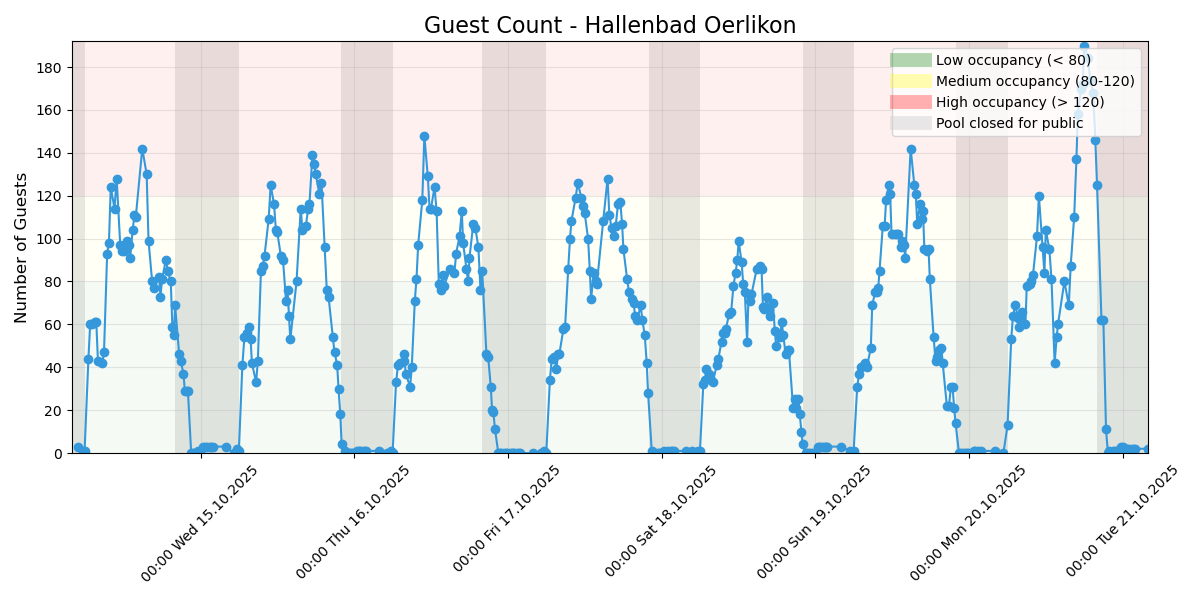 Guest Count - Hallenbad Oerlikon
Low occupancy (< 80)
Medium occupancy (80-120)
High occupancy (> 120)
Pool closed for public
Number of Guests
180
160
140
120
100
80
60
40
20
0
00:00 Wed 15.10.2025
00:00 Thu 16.10.2025
00:00 Fri 17.10.2025
00:00 Sat 18.10.2025
00:00 Sun 19.10.2025
00:00 Mon 20.10.2025
00:00 Tue 21.10.2025